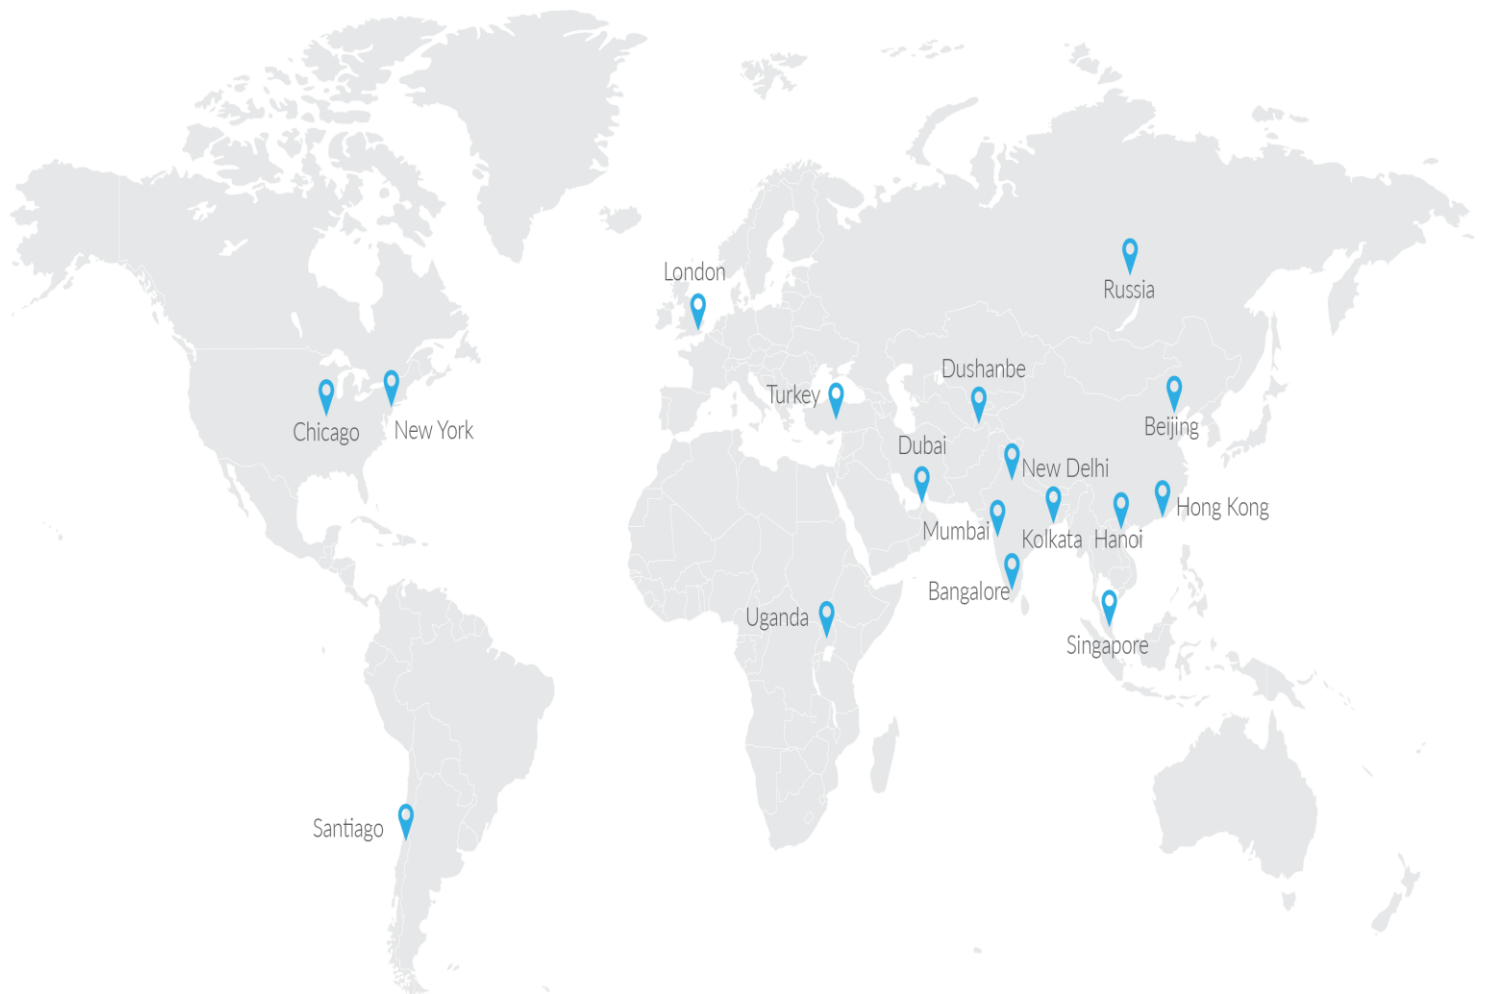 London
Russia
Dushanbe
Turkey
Chicago
New York
Beijing
Dubai
New Delhi
Hong Kong
Mumbai
Kolkata
Hanoi
Bangalore
Uganda
Singapore
Santiago